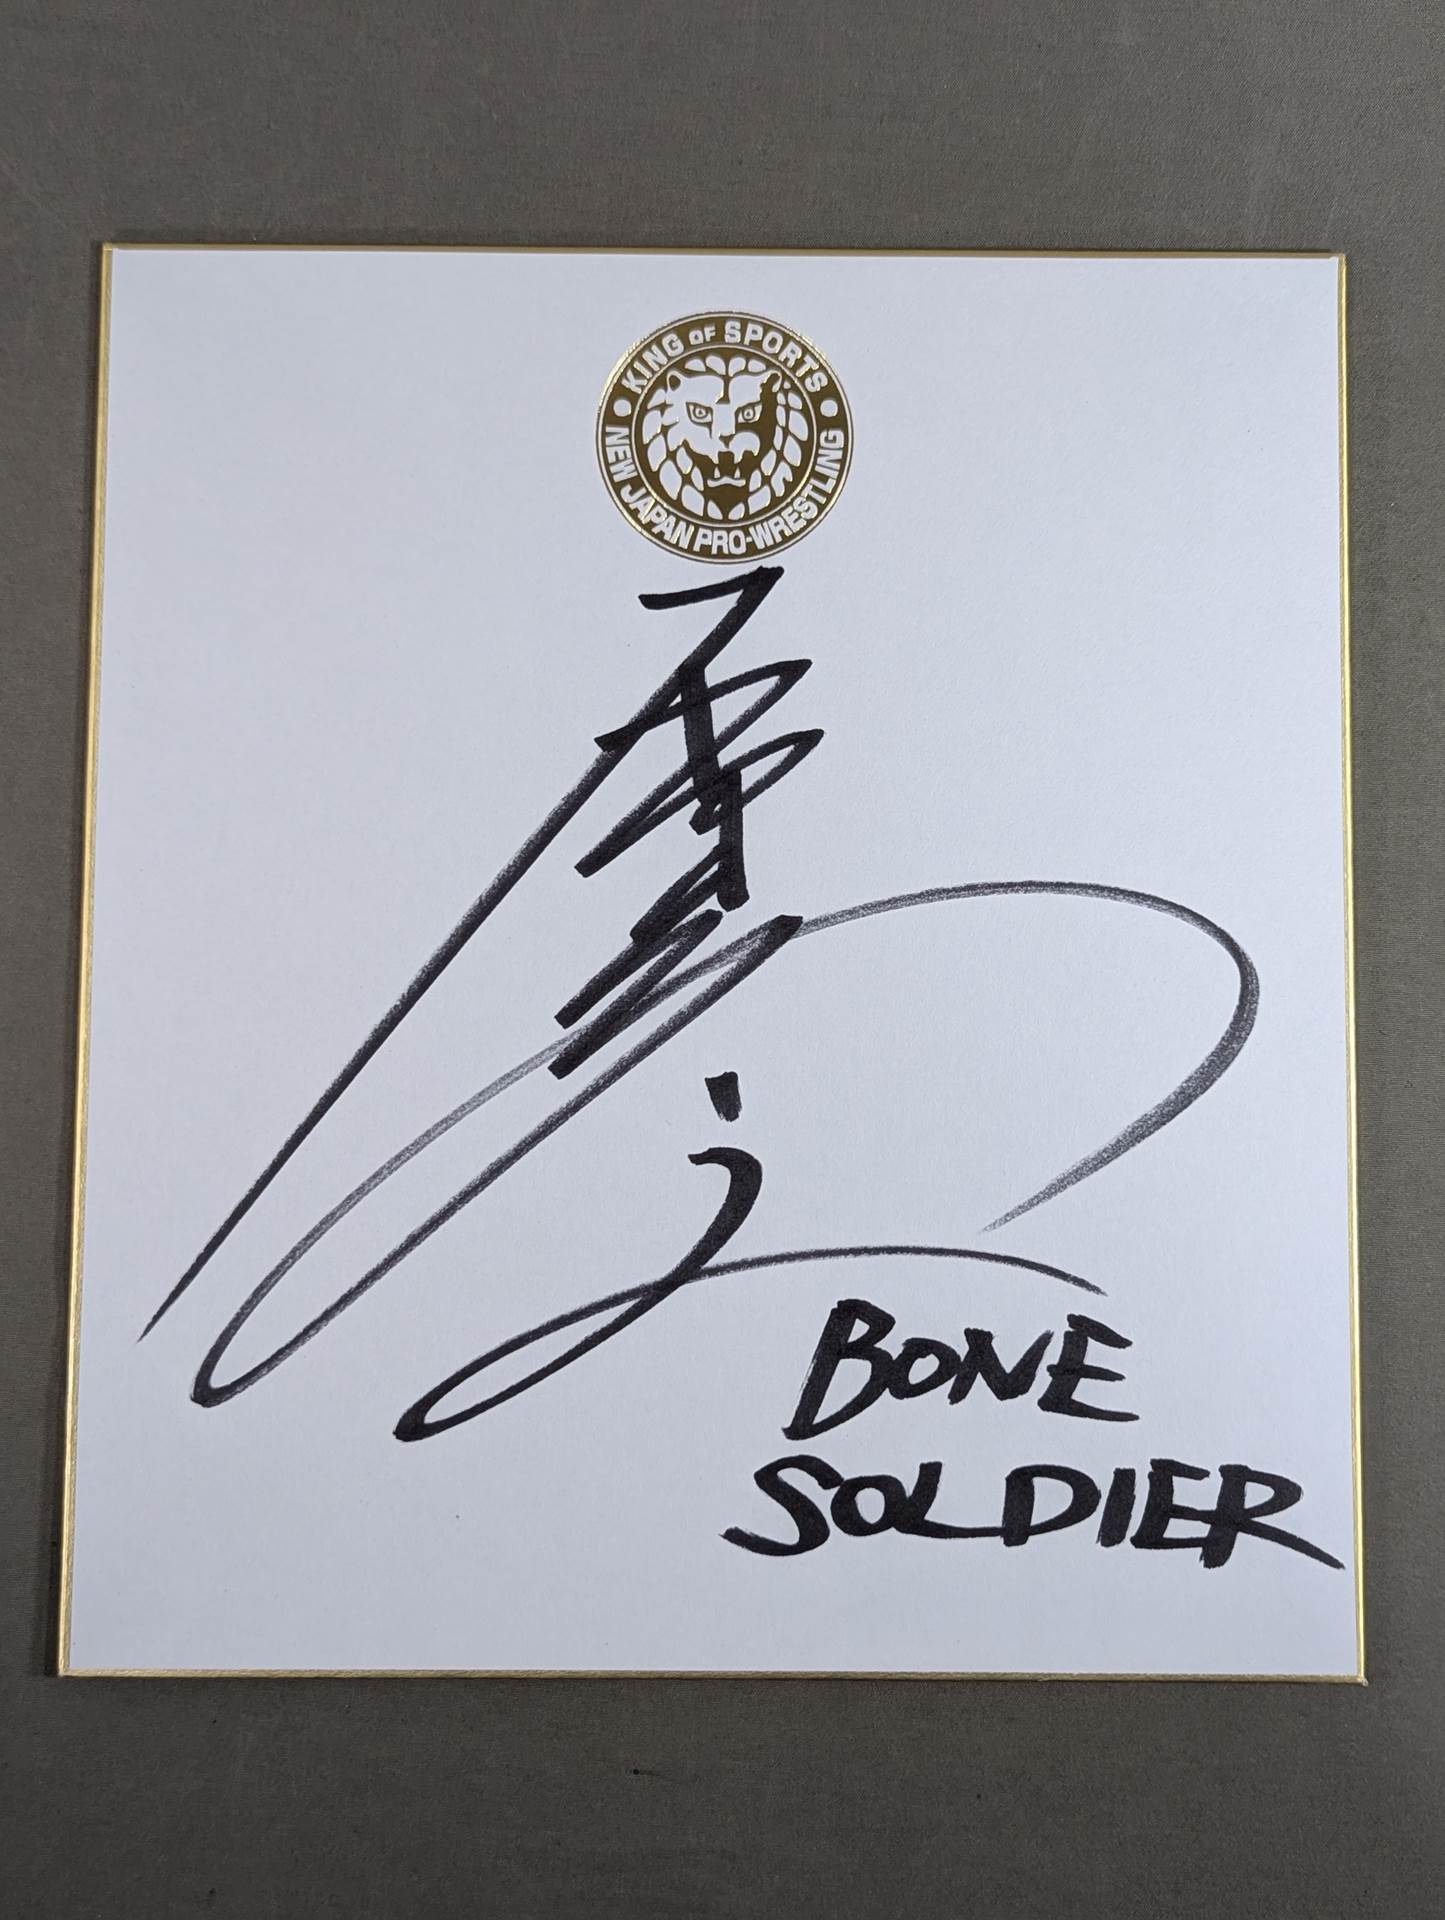 KING OF SPORTS
NEW JAPAN PRO-WRESTLING
BONE
SOLDIER